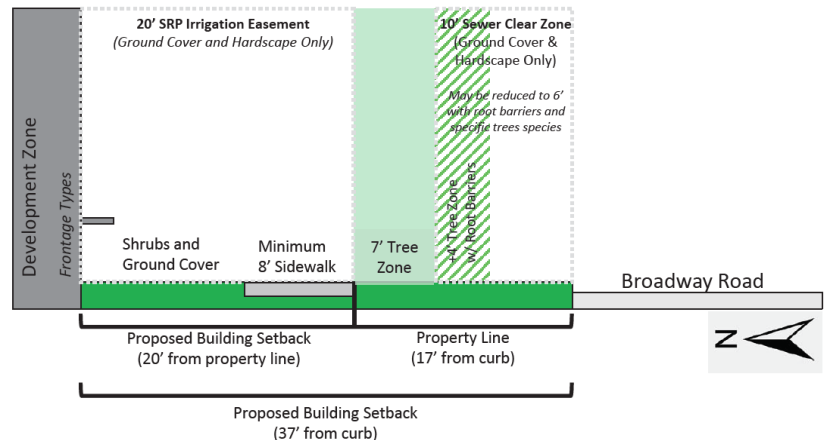 20’ SRP Irrigation Easement
(Ground Cover and Hardscape Only)
10’ Sewer Clear Zone
(Ground Cover &
Hardscape Only)
May be reduced to 6’
with root barriers and
specific trees species
Development Zone
Frontage Types
Shrubs and
Ground Cover
Minimum
8’ Sidewalk
7’ Tree
Zone
+4’ Tree Zone
w/ Root Barriers
Broadway Road
Proposed Building Setback
(20’ from property line)
Property Line
(17’ from curb)
N
Proposed Building Setback
(37’ from curb)